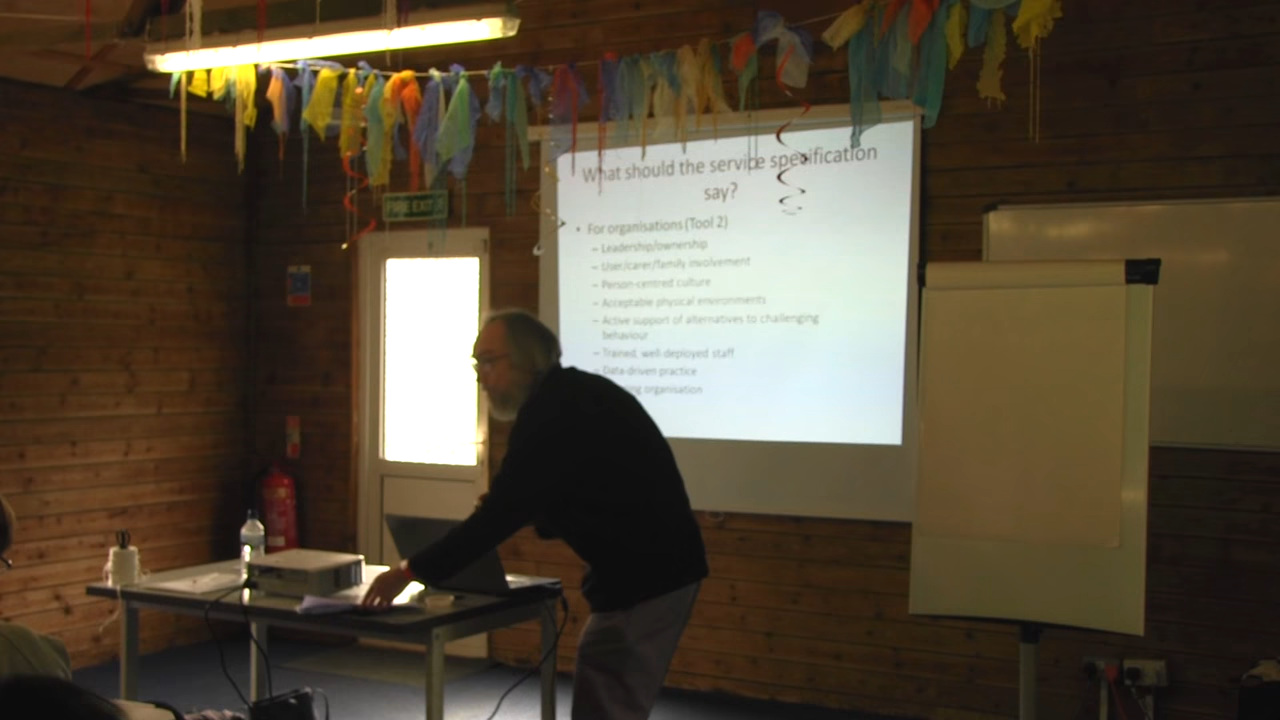 What should the service specification
say?
FIRE EXIT
• For organisations (Tool 2)
– Leadership/ownership
– User/carer/family involvement
– Person-centred culture
– Acceptable physical environments
– Active support of alternatives to challenging
behaviour
– Trained, well deployed staff
– Data-driven practice
organisation